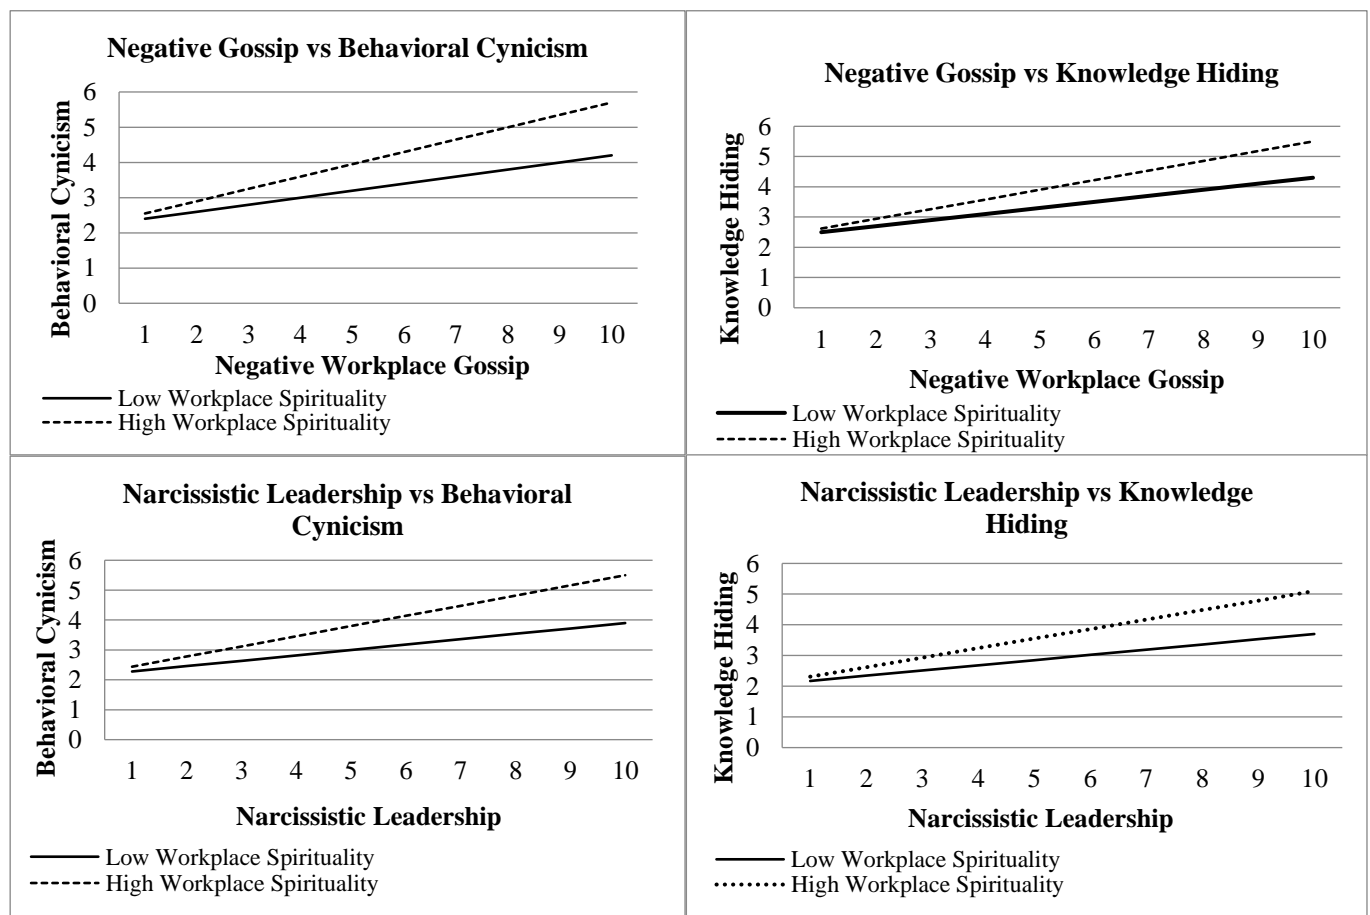 Negative Gossip vs Behavioral Cynicism
Behavioral Cynicism
6
5
4
3
2
1
0
1 2 3 4 5 6 7 8 9 10
Negative Workplace Gossip
Low Workplace Spirituality
High Workplace Spirituality
Negative Gossip vs Knowledge Hiding
Knowledge Hiding
6
5
4
3
2
1
0
1 2 3 4 5 6 7 8 9 10
Negative Workplace Gossip
Low Workplace Spirituality
High Workplace Spirituality
Narcissistic Leadership vs Behavioral
Cynicism
Behavioral Cynicism
6
5
4
3
2
1
0
1 2 3 4 5 6 7 8 9 10
Narcissistic Leadership
Low Workplace Spirituality
High Workplace Spirituality
Narcissistic Leadership vs Knowledge
Hiding
Knowledge Hiding
6
5
4
3
2
1
0
1 2 3 4 5 6 7 8 9 10
Narcissistic Leadership
Low Workplace Spirituality
High Workplace Spirituality